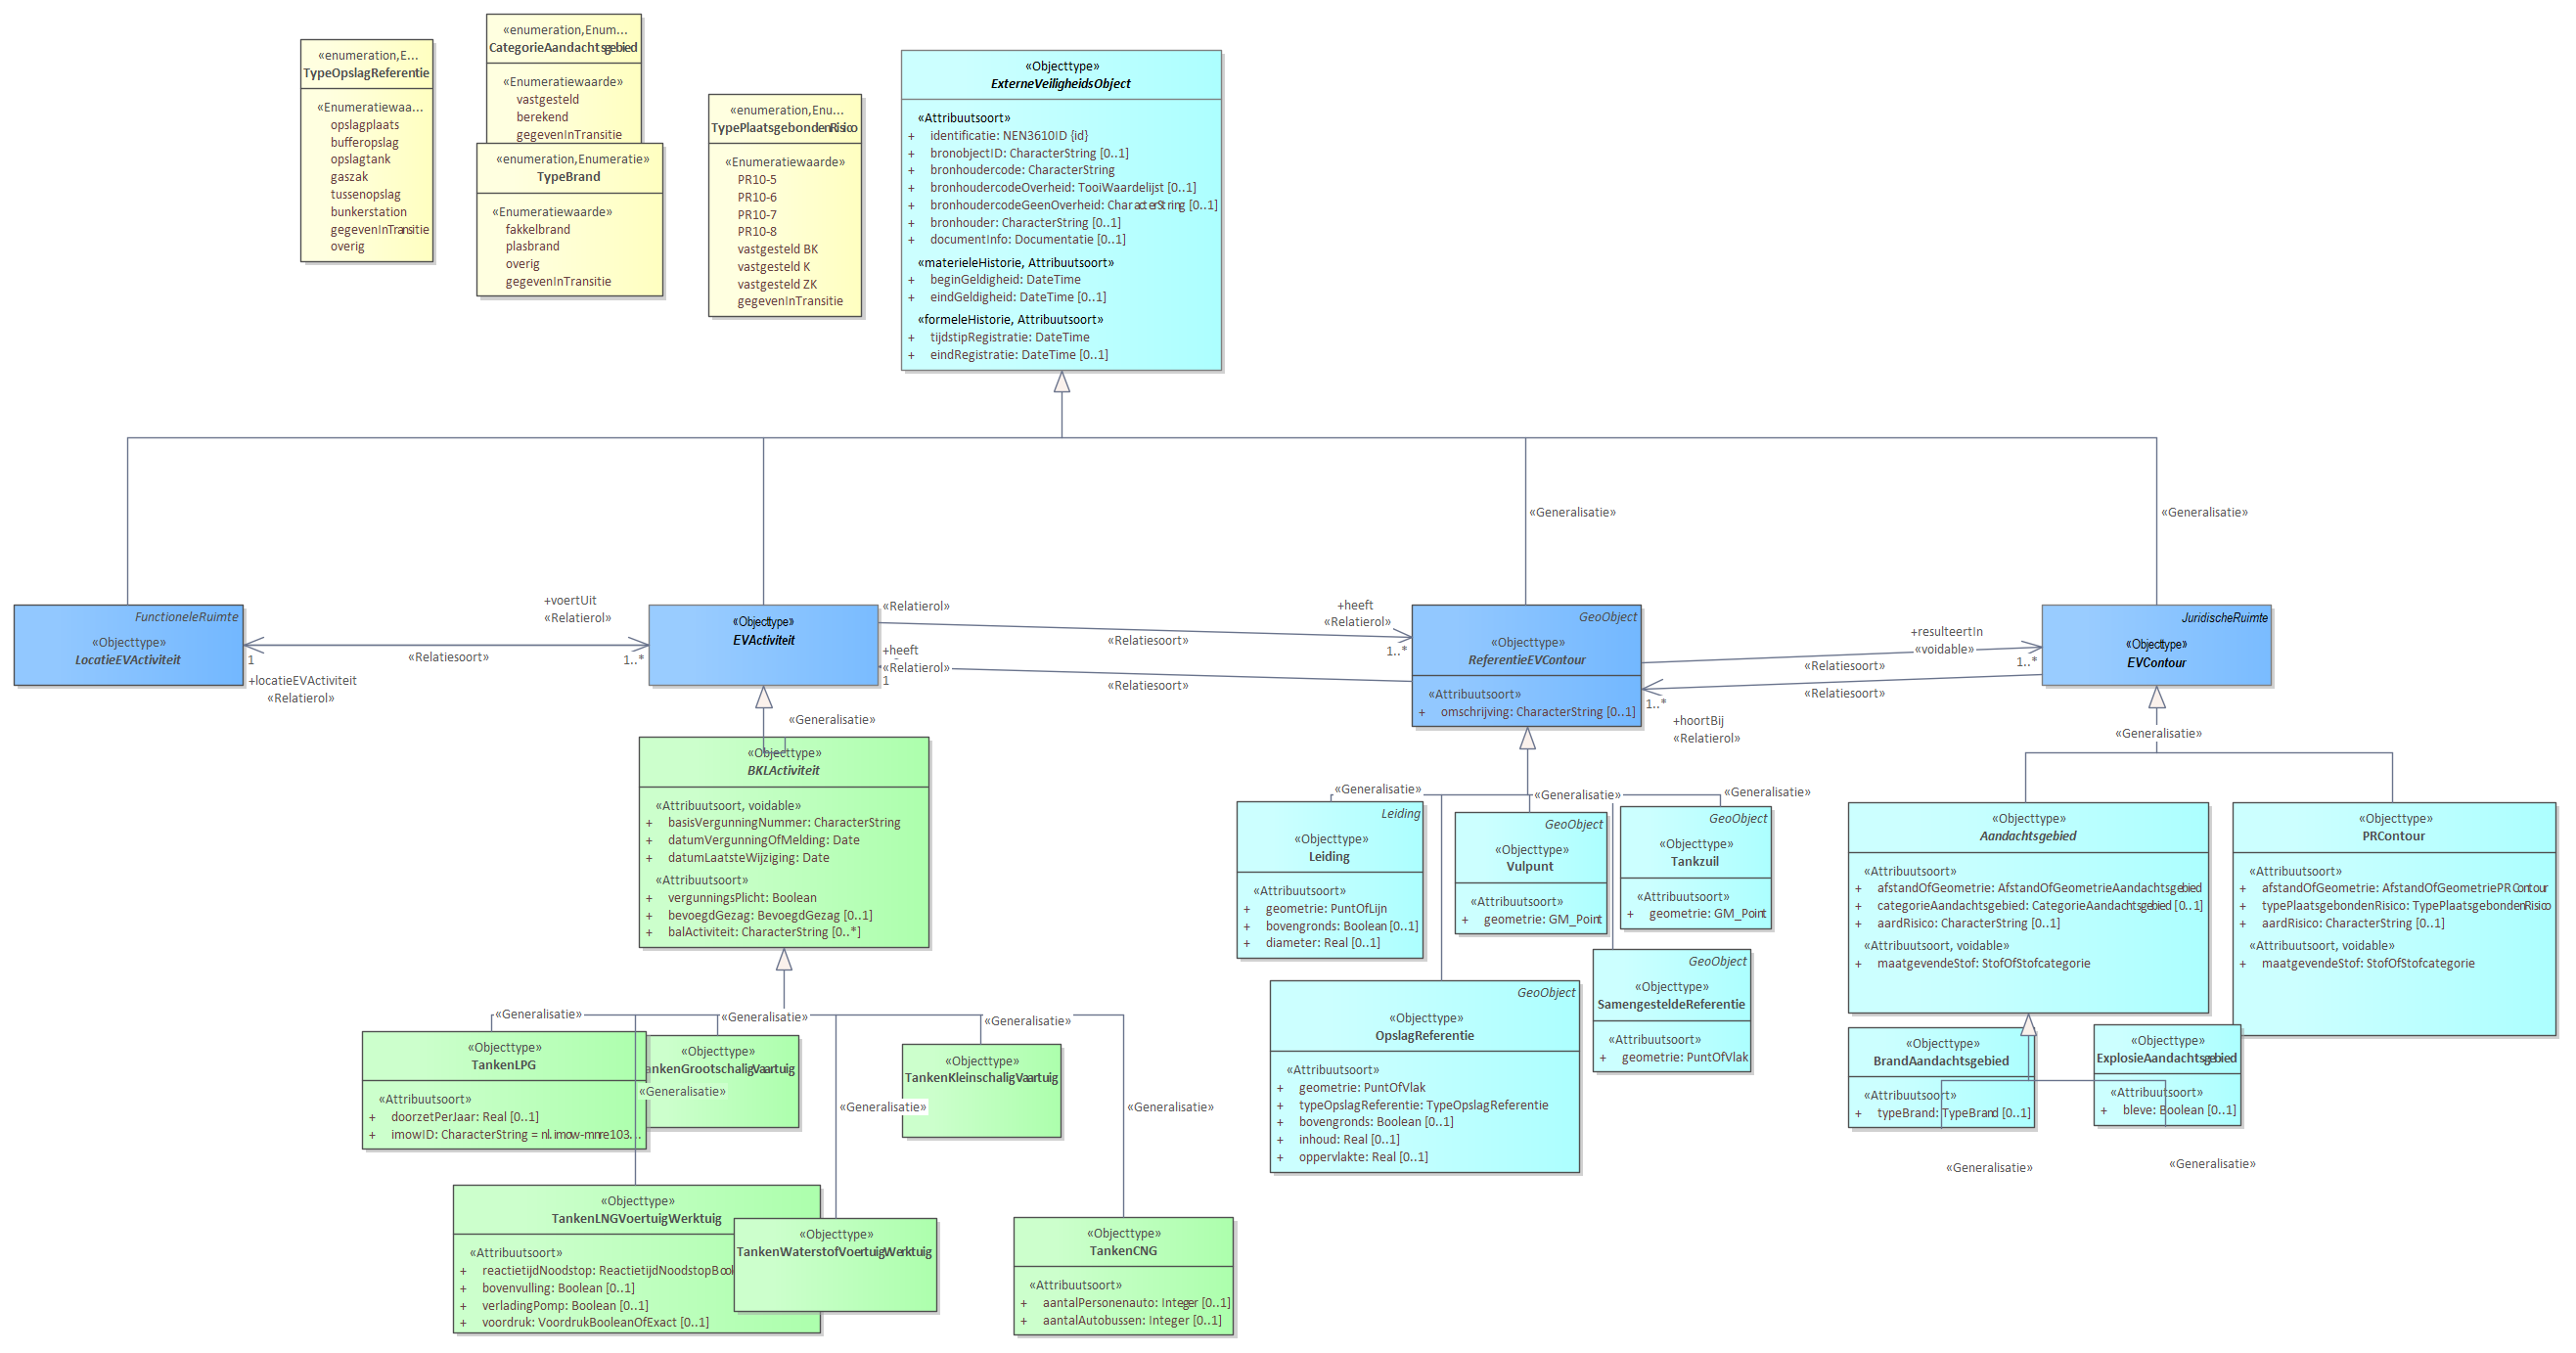 «enumeration,E...
TypeOpslagReferentie
«Enumeratiewaa...
opslagplaats
bufferopslag
opslagtank
gaszak
tussenopslag
bunkerstation
gegevenInTransitie
overig
«enumeration,Enum...
CategorieAandachtsgebied
«Enumeratiewaarde»
vastgesteld
berekend
gegevenInTransitie
«enumeration,Enumeratie»
TypeBrand
«Enumeratiewaarde»
fakkelbrand
plasbrand
overig
gegevenInTransitie
«enumeration,Enu...
TypePlaatsgebondenRisico
«Enumeratiewaarde»
PR10-5
PR10-6
PR10-7
PR10-8
vastgesteld BK
vastgesteld K
vastgesteld ZK
gegevenInTransitie
«Objecttype»
ExterneVeiligheidsObject
«Attribuutsoort»
+ identificatie: NEN3610ID {id}
+ bronobjectID: CharacterString [0..1]
+ bronhoudercode: CharacterString
+ bronhoudercodeOverheid: TooiWaardelijst [0..1]
+ bronhoudercodeGeenOverheid: CharacterString [0..1]
+ bronhouder: CharacterString [0..1]
+ documentInfo: Documentatie [0..1]
«materieleHistorie, Attribuutsoort»
+ beginGeldigheid: DateTime
+ eindGeldigheid: DateTime [0..1]
«formeleHistorie, Attribuutsoort»
+ tijdstipRegistratie: DateTime
+ eindRegistratie: DateTime [0..1]
«Generalisatie»
«Generalisatie»
FunctioneleRuimte
«Objecttype»
LocatieEVActiviteit
+voertUit
«Relatierol»
1..*
«Relatiesoort»
1
+locatieEVActiviteit
«Relatierol»
«Objecttype»
EVActiviteit
«Relatierol»
+heeft
«Relatierol»
1
«Relatiesoort»
«Relatiesoort»
+heeft
«Relatierol»
1..*
GeoObject
«Objecttype»
ReferentieEVContour
«Attribuutsoort»
+ omschrijving: CharacterString [0..1]
+resulteertIn
«voidable»
1..*
«Relatiesoort»
«Relatiesoort»
1..*
+hoortBij
«Relatierol»
JuridischeRuimte
«Objecttype»
EVContour
«Generalisatie»
«Generalisatie»
«Objecttype»
BKLActiviteit
«Attribuutsoort, voidable»
+ basisVergunningNummer: CharacterString
+ datumVergunningOfMelding: Date
+ datumLaatsteWijziging: Date
«Attribuutsoort»
+ vergunningsPlicht: Boolean
+ bevoegdGezag: BevoegdGezag [0..1]
+ balActiviteit: CharacterString [0..*]
«Generalisatie»
«Generalisatie»
«Generalisatie»
Leiding
«Objecttype»
Leiding
«Attribuutsoort»
+ geometrie: PuntOfLijn
+ bovengronds: Boolean [0..1]
+ diameter: Real [0..1]
GeoObject
«Objecttype»
Vulpunt
«Attribuutsoort»
+ geometrie: GM_Point
GeoObject
«Objecttype»
Tankzuil
«Attribuutsoort»
+ geometrie: GM_Point
«Objecttype»
Aandachtsgebied
«Attribuutsoort»
+ afstandOfGeometrie: AfstandOfGeometrieAandachtsgebied
+ categorieAandachtsgebied: CategorieAandachtsgebied [0..1]
+ aardRisico: CharacterString [0..1]
«Attribuutsoort, voidable»
+ maatgevendeStof: StofOfStofcategorie
«Objecttype»
PRContour
«Attribuutsoort»
+ afstandOfGeometrie: AfstandOfGeometriePRContour
+ typePlaatsgebondenRisico: TypePlaatsgebondenRisico
+ aardRisico: CharacterString [0..1]
«Attribuutsoort, voidable»
+ maatgevendeStof: StofOfStofcategorie
GeoObject
«Objecttype»
SamengesteldeReferentie
«Attribuutsoort»
+ geometrie: PuntOfVlak
GeoObject
«Objecttype»
OpslagReferentie
«Attribuutsoort»
+ geometrie: PuntOfVlak
+ typeOpslagReferentie: TypeOpslagReferentie
+ bovengronds: Boolean [0..1]
+ inhoud: Real [0..1]
+ oppervlakte: Real [0..1]
«Generalisatie»
«Generalisatie»
«Generalisatie»
«Objecttype»
TankenLPG
«Attribuutsoort»
+ doorzetPerJaar: Real [0..1]
+ imowID: CharacterString = nl.imow-mnre103...
«Objecttype»
ankenGrootschaligVaartuig
«Generalisatie»
«Objecttype»
TankenKleinschaligVaartuig
«Generalisatie»
«Generalisatie»
«Objecttype»
BrandAandachtsgebied
«Attribuutsoort»
+ typeBrand: TypeBrand [0..1]
«Objecttype»
ExplosieAandachtsgebied
«Attribuutsoort»
+ bleve: Boolean [0..1]
«Generalisatie»
«Generalisatie»
«Objecttype»
TankenLNGVoertuigWerktuig
«Attribuutsoort»
+ reactietijdNoodstop: ReactietijdNoodstopBool
+ bovenvulling: Boolean [0..1]
+ verladingPomp: Boolean [0..1]
+ voordruk: VoordrukBooleanOfExact [0..1]
«Objecttype»
TankenWaterstofVoertuigWerktuig
«Objecttype»
TankenCNG
«Attribuutsoort»
+ aantalPersonenauto: Integer [0..1]
+ aantalAutobussen: Integer [0..1]